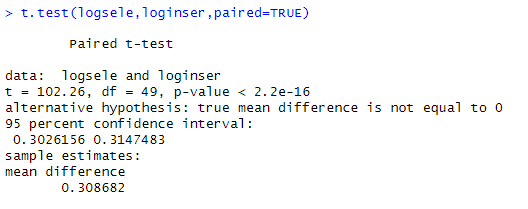 > t.test(logsele,loginser,paired=TRUE)
Paired t-test
data:  logsele and loginser
t = 102.26, df = 49, p-value < 2.2e-16
alternative hypothesis: true mean difference is not equal to 0
95 percent confidence interval:
 0.3026156 0.3147483
sample estimates:
mean difference
0.308682